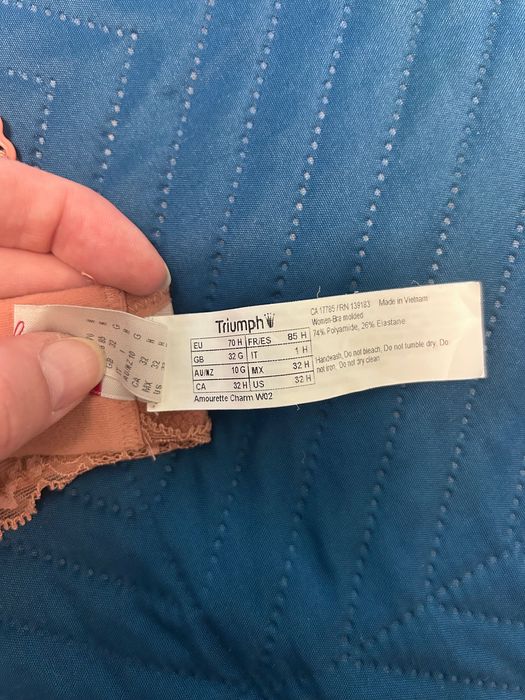 Triumph
EU 70 H FR/ES 85 H
GB 32 G IT 1 H
AU/NZ 10 G MX 32 H
CA 32 H US 32 H
Amourette Charm W02
CA 17785 / RN 139183 Made in Vietnam
Women-Bra molded
74% Polyamide, 26% Elastane
Handwash, Do not bleach, Do not tumble dry, Do
not iron, Do not dry clean